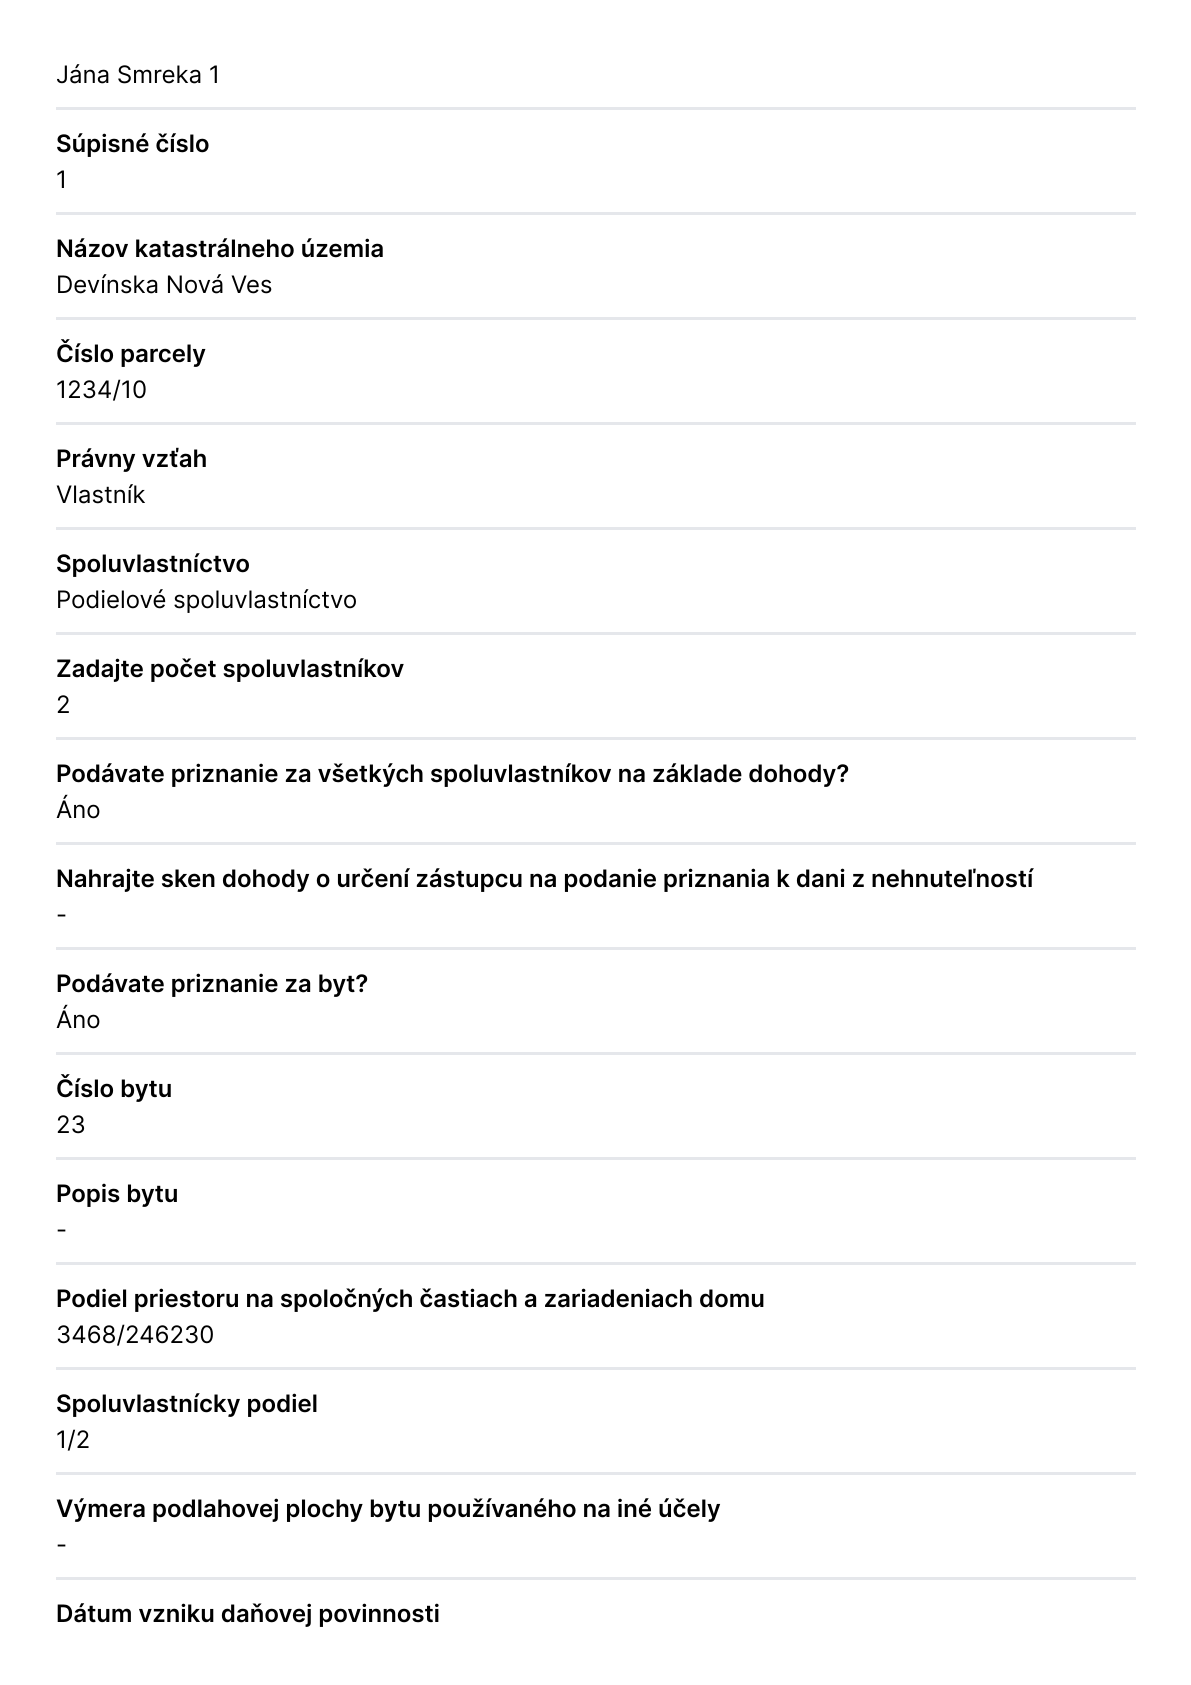 Jána Smreka 1
Súpisné číslo
1
Názov katastrálneho územia
Devínska Nová Ves
Číslo parcely
1234/10
Právny vzťah
Vlastník
Spoluvlastníctvo
Podielové spoluvlastníctvo
Zadajte počet spoluvlastníkov
2
Podávate priznanie za všetkých spoluvlastníkov na základe dohody?
Áno
Nahrajte sken dohody o určení zástupcu na podanie priznania k dani z nehnuteľností
-
Podávate priznanie za byt?
Áno
Číslo bytu
23
Popis bytu
-
Podiel priestoru na spoločných častiach a zariadeniach domu
3468/246230
Spoluvlastnícky podiel
1/2
Výmera podlahovej plochy bytu používaného na iné účely
-
Dátum vzniku daňovej povinnosti